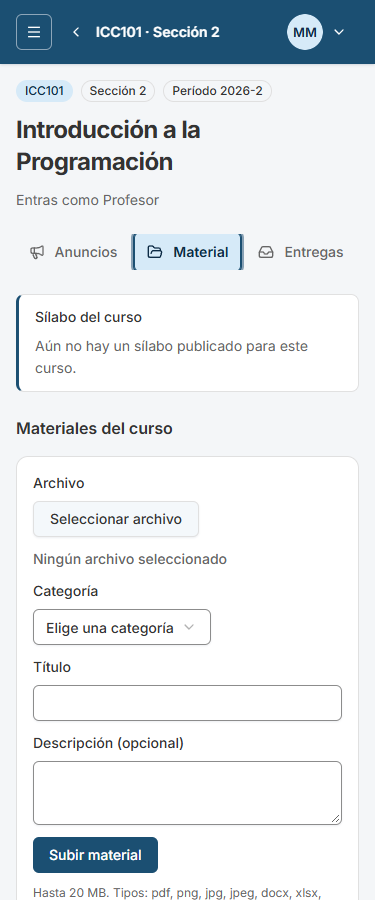 ICC101 · Sección 2
MM
ICC101
Sección 2
Período 2026-2
Introducción a la
Programación
Entras como Profesor
Anuncios
Material
Entregas
Sílabo del curso
Aún no hay un sílabo publicado para este
curso.
Materiales del curso
Archivo
Seleccionar archivo
Ningún archivo seleccionado
Categoría
Elige una categoría
Título
Descripción (opcional)
Subir material
Hasta 20 MB. Tipos: pdf, png, jpg, jpeg, docx, xlsx,